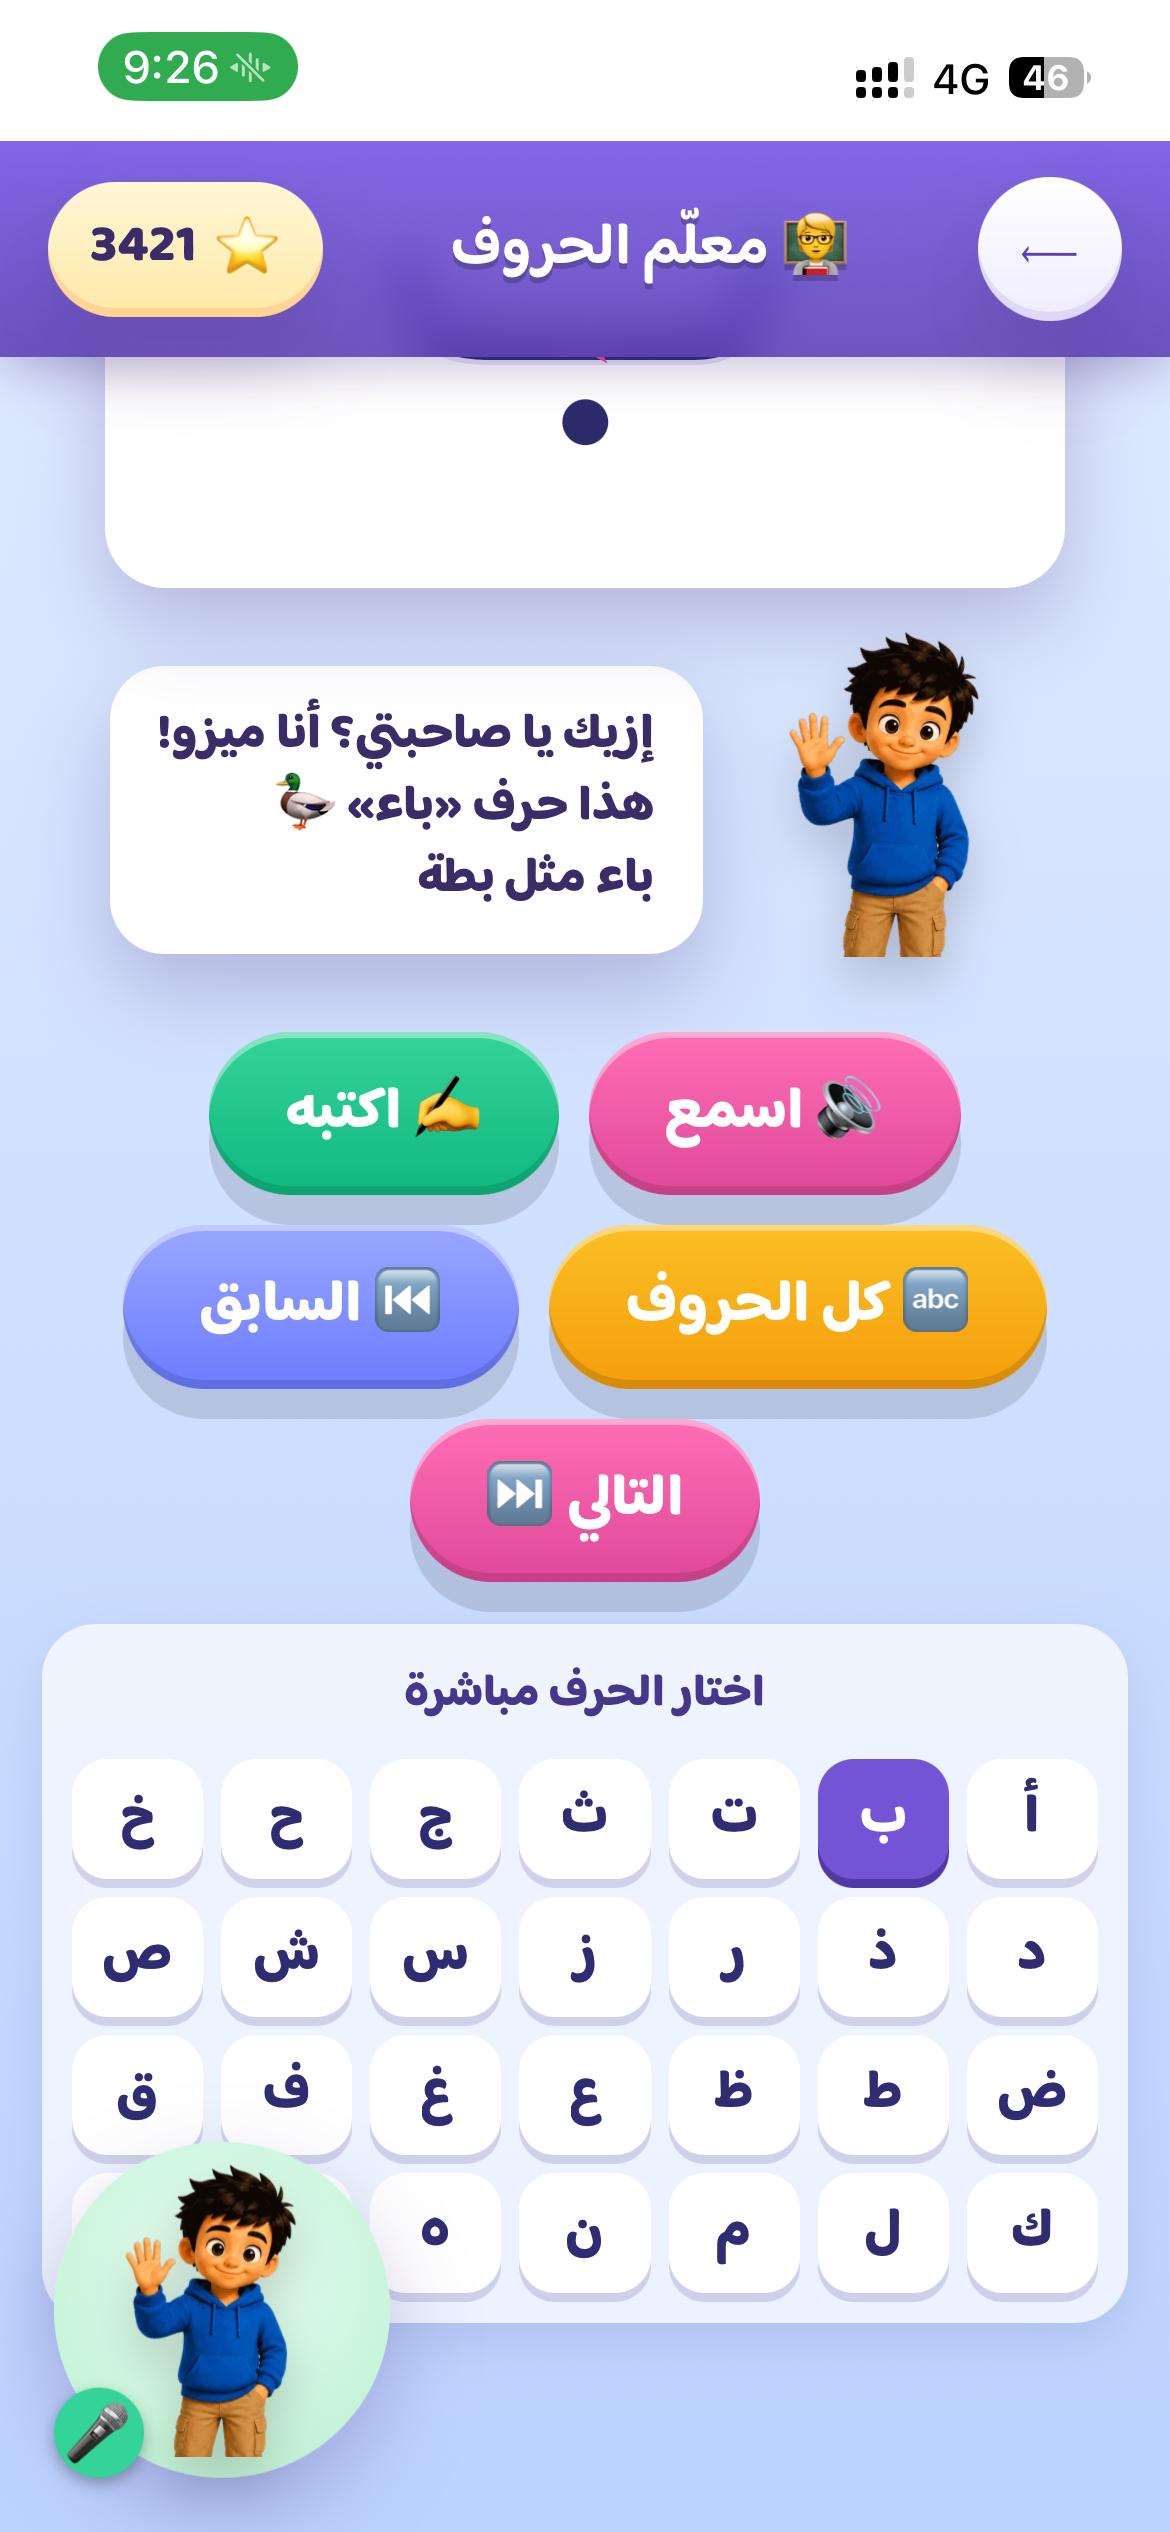 9:26
4G
46
معلّم الحروف
3421
إزيك يا صاحبتي؟ أنا ميزو!
هذا حرف «باء»
باء مثل بطة
اسمع
اكتبه
abc كل الحروف
السابق
التالي
اختار الحرف مباشرة
أ ب ت ث ج ح خ
د ذ ر ز س ش ص
ض ط ظ ع غ ف ق
ك ل م ن ه